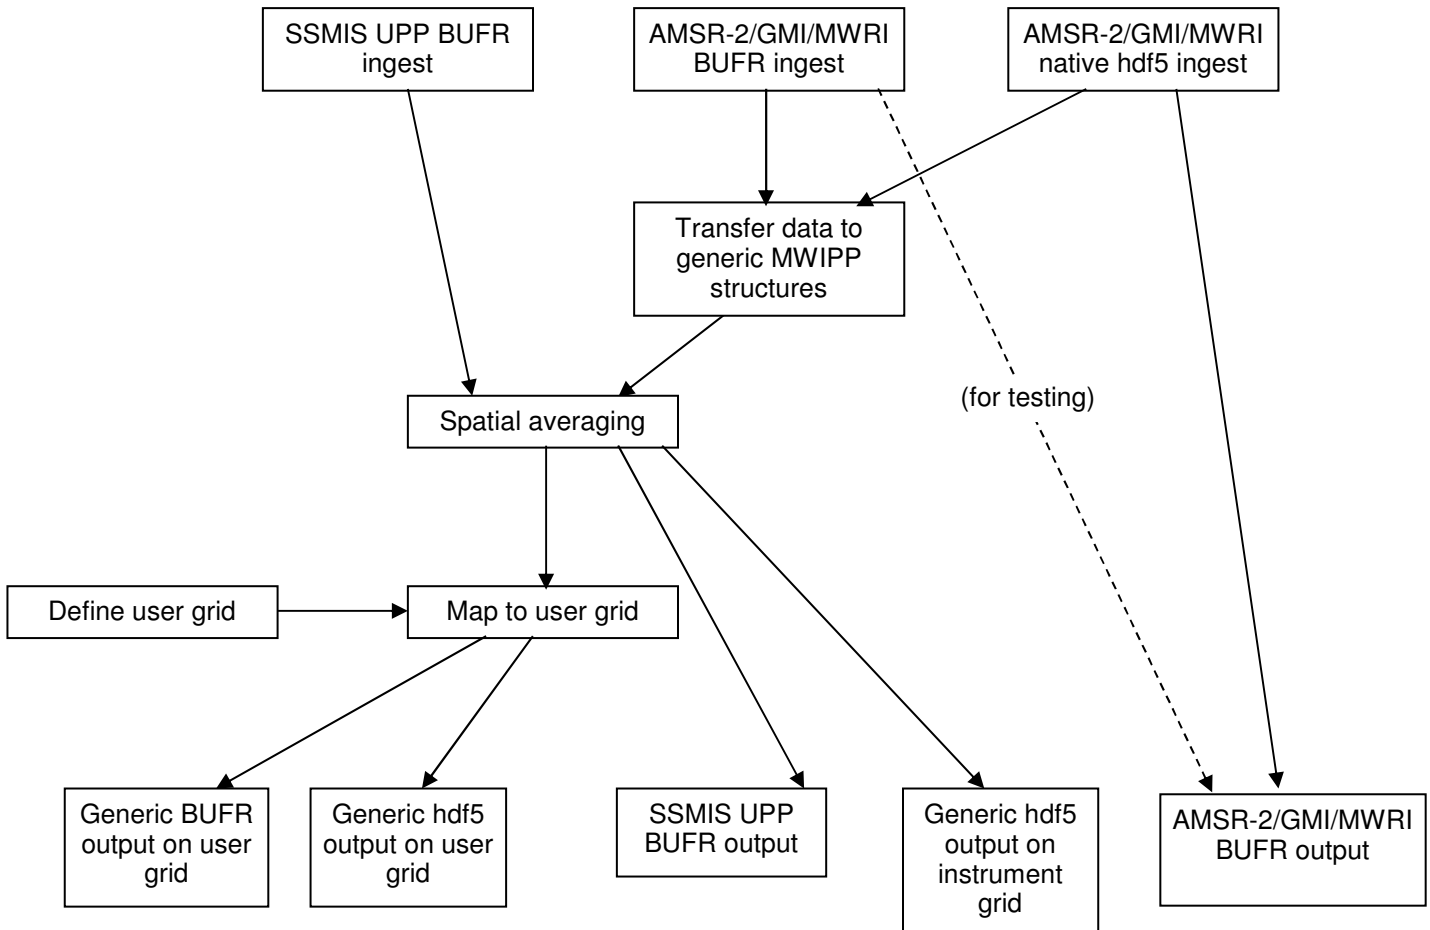 SSMIS UPP BUFR
ingest
AMSR-2/GMI/MWRI
BUFR ingest
AMSR-2/GMI/MWRI
native hdf5 ingest
Transfer data to
generic MWIPP
structures
(for testing)
Spatial averaging
Define user grid
Map to user grid
Generic BUFR
output on user
grid
Generic hdf5
output on user
grid
SSMIS UPP
BUFR output
Generic hdf5
output on
instrument
grid
AMSR-2/GMI/MWRI
BUFR output